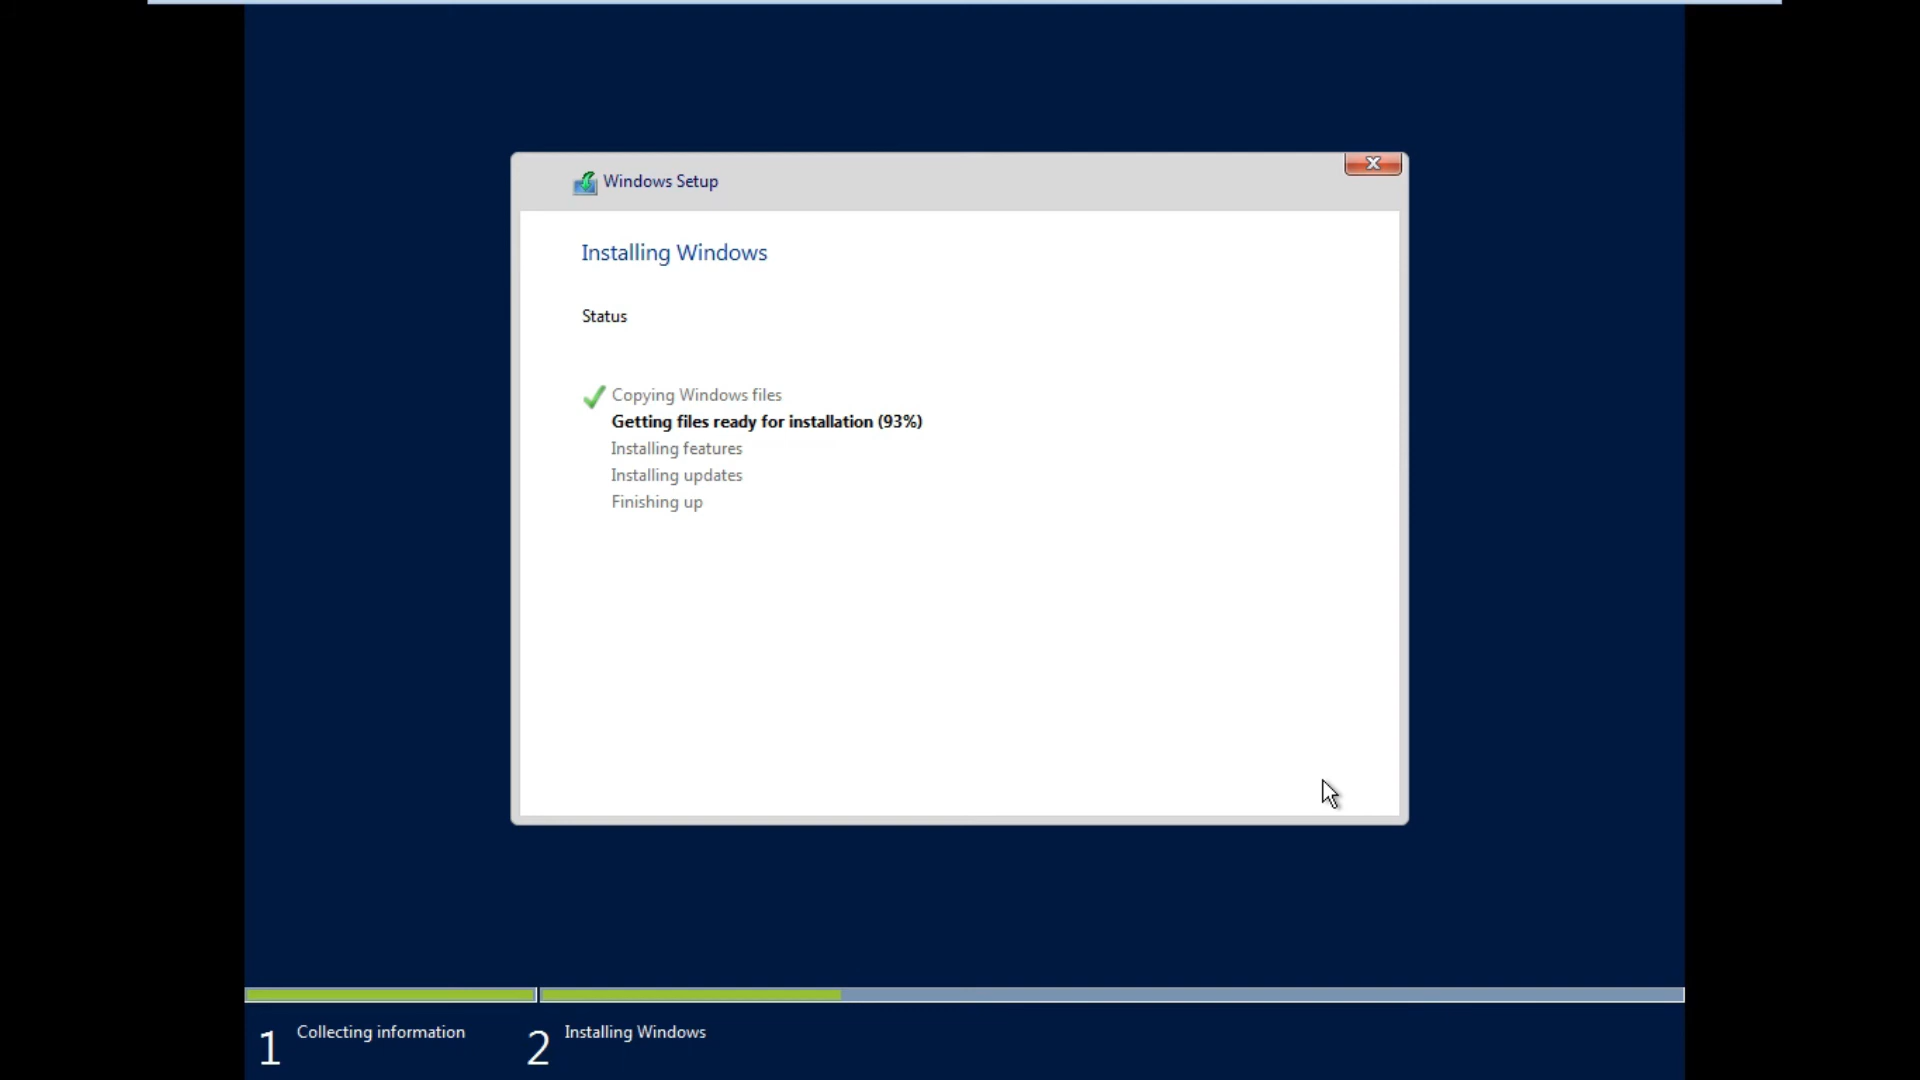 Windows Setup
Installing Windows
Status
Copying Windows files
Getting files ready for installation (93%)
Installing features
Installing updates
Finishing up
1 Collecting information
2 Installing Windows